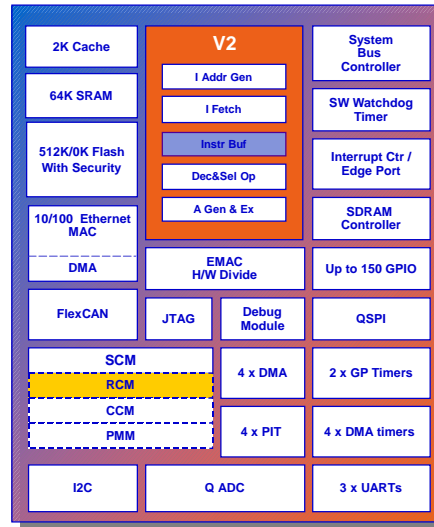 2K Cache
64K SRAM
512K/0K Flash
With Security
10/100 Ethernet
MAC
DMA
FlexCAN
V2
I Addr Gen
I Fetch
Instr Buf
Dec&Sel Op
A Gen & Ex
EMAC
H/W Divide
JTAG
Debug
Module
System
Bus
Controller
SW Watchdog
Timer
Interrupt Ctr /
Edge Port
SDRAM
Controller
Up to 150 GPIO
QSPI
SCM
RCM
CCM
PMM
4 x DMA
4 x PIT
2 x GP Timers
4 x DMA timers
I2C
Q ADC
3 x UARTs